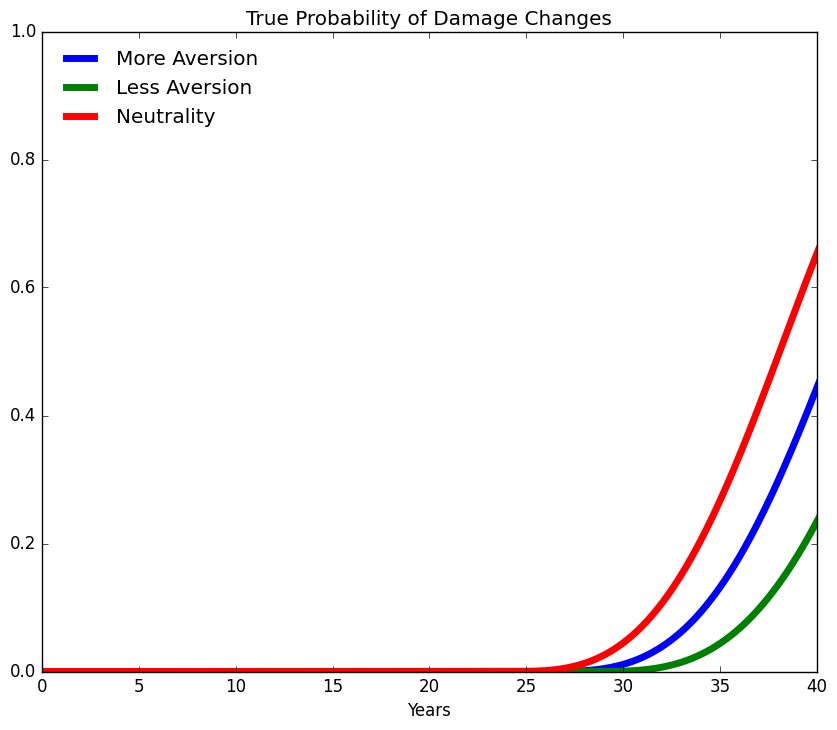 True Probability of Damage Changes
1.0
More Aversion
Less Aversion
Neutrality
0.8
0.6
0.4
0.2
0.0
0 5 10 15 20 25 30 35 40
Years